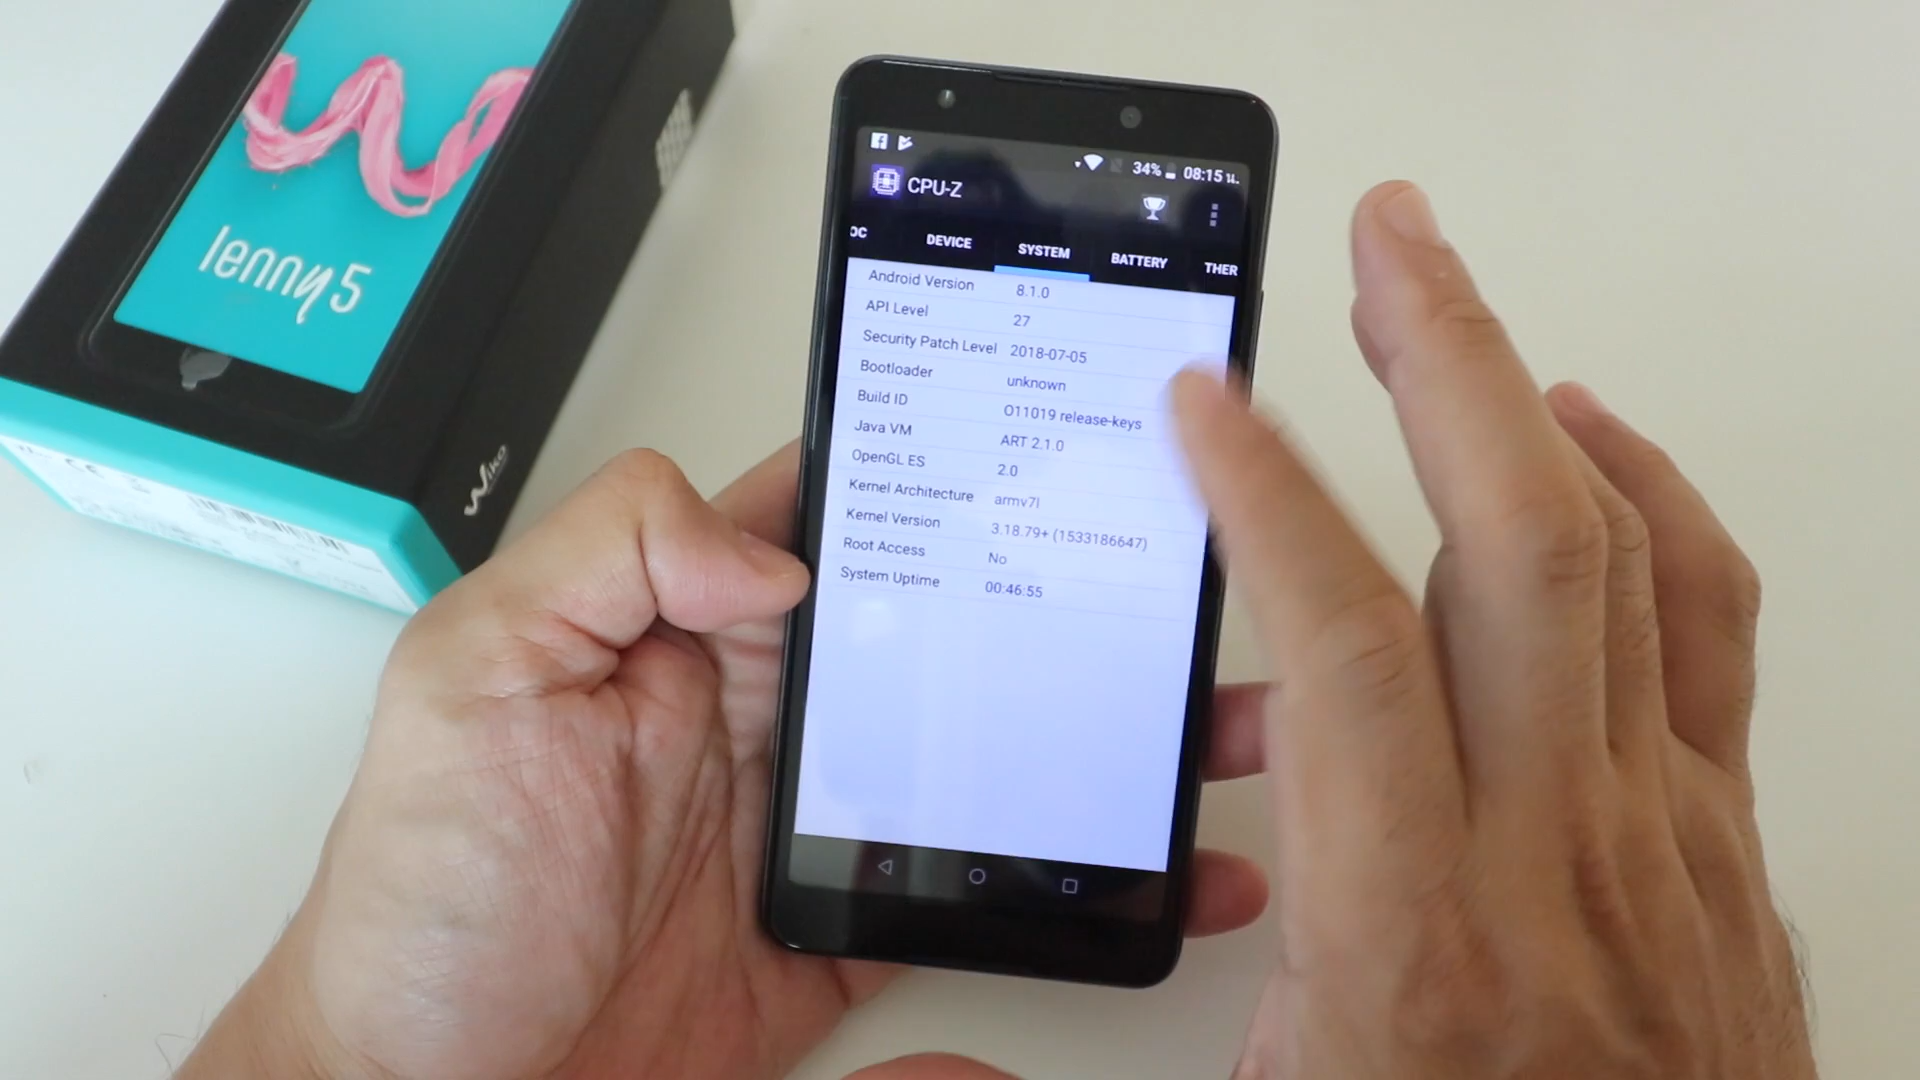 lenny5
Wiko
34% 08:15 น.
CPU-Z
OC DEVICE SYSTEM BATTERY THER
Android Version 8.1.0
API Level 27
Security Patch Level 2018-07-05
Bootloader unknown
Build ID O11019 release-keys
Java VM ART 2.1.0
OpenGL ES 2.0
Kernel Architecture armv7l
Kernel Version 3.18.79+ (1533186647)
Root Access No
System Uptime 00:46:55